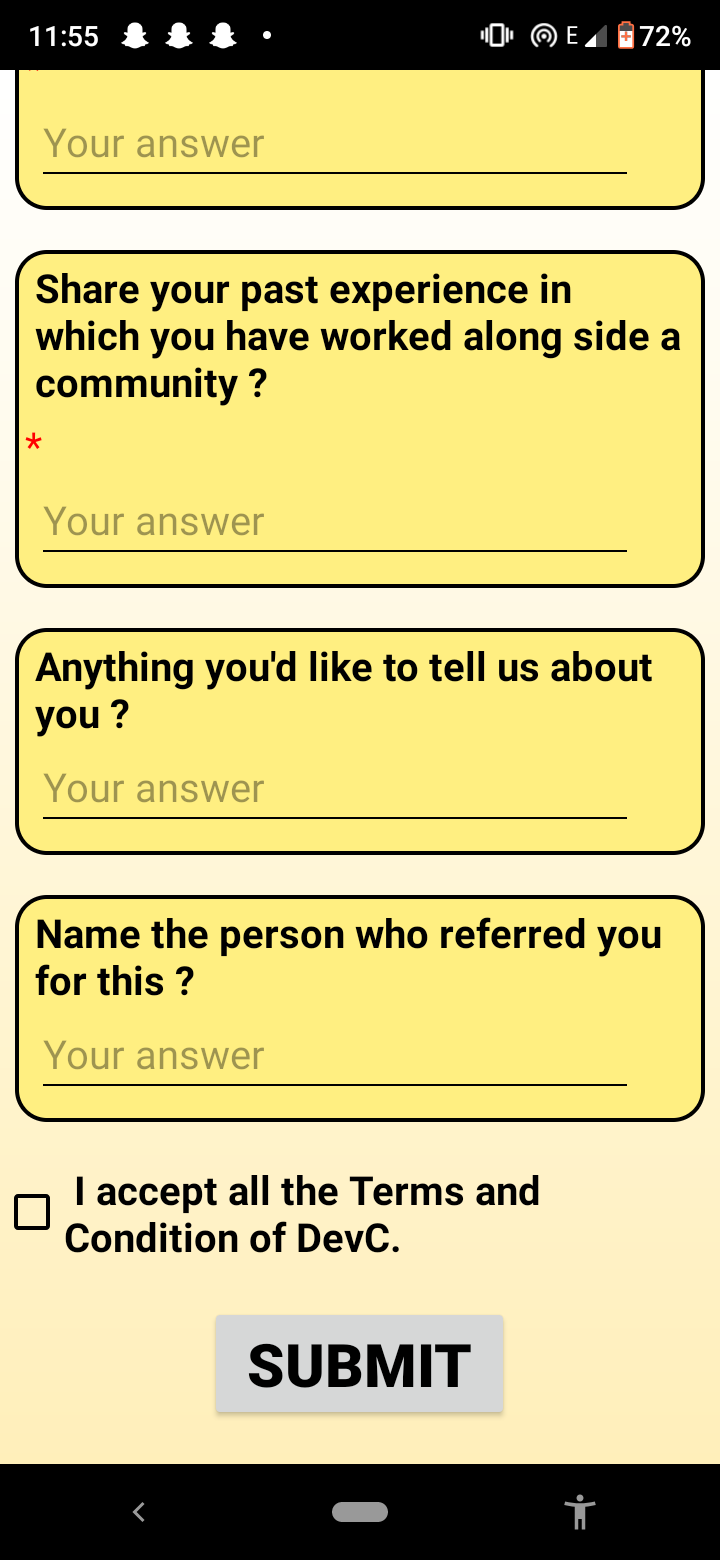 11:55 E 72%
Your answer
Share your past experience in
which you have worked along side a
community ?
*
Your answer
Anything you'd like to tell us about
you ?
Your answer
Name the person who referred you
for this ?
Your answer
I accept all the Terms and
Condition of DevC.
SUBMIT